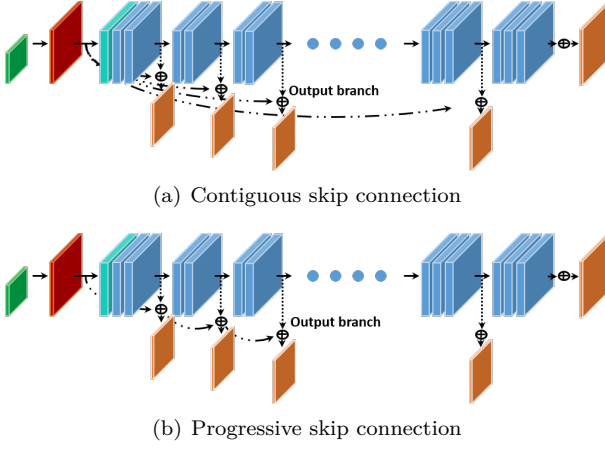 Output branch
(a) Contiguous skip connection
Output branch
(b) Progressive skip connection